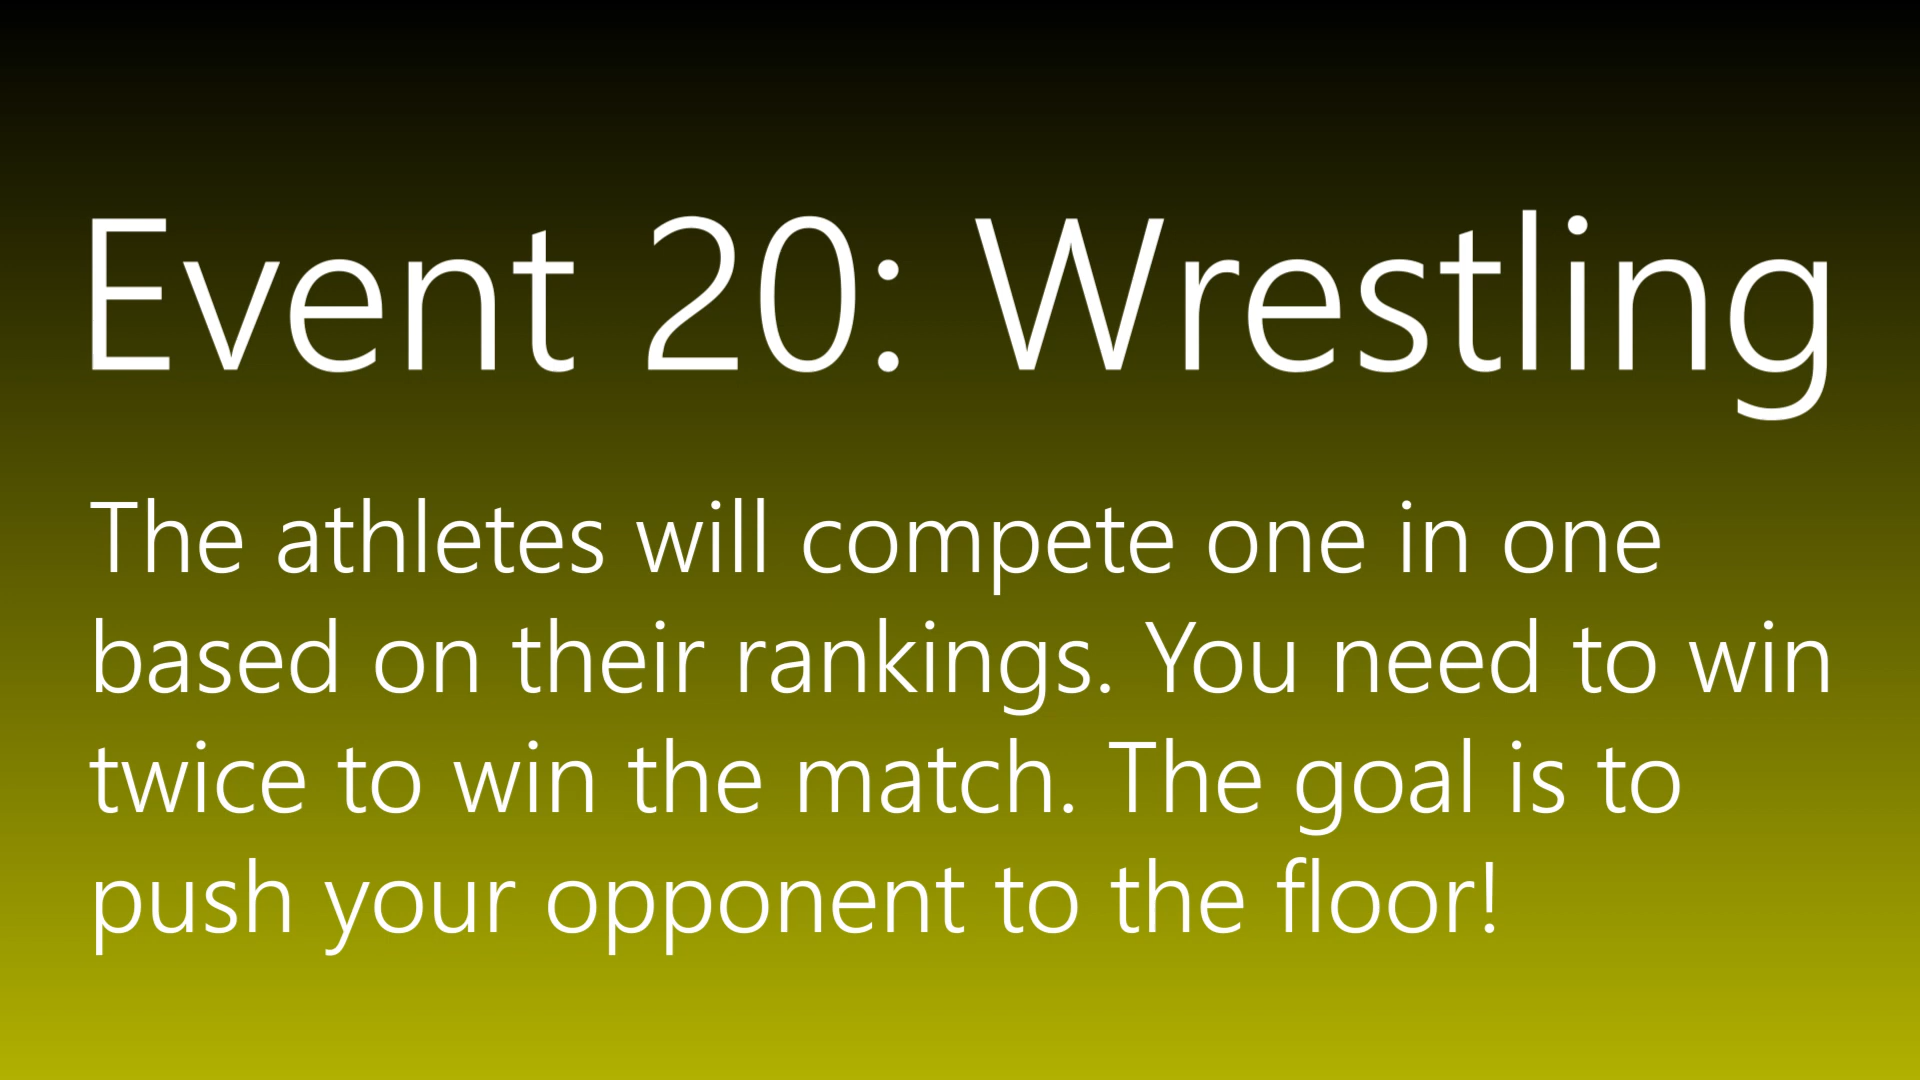 Event 20: Wrestling
The athletes will compete one in one
based on their rankings. You need to win
twice to win the match. The goal is to
push your opponent to the floor!